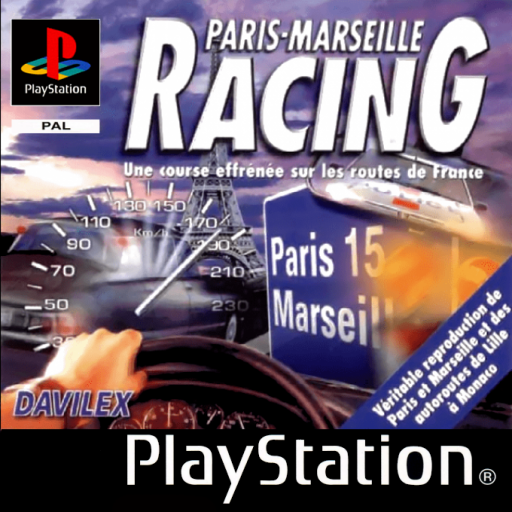 PlayStation
PAL
PARIS-MARSEILLE
RACING
Une course effrénée sur les routes de France
130 150
110
170
Km/h
90
190
70
210
50
230
Paris 15
Marseil
Véritable reproduction de
Paris et Marseille et des
autoroutes de Lille
à Monaco
DAVILEX
PlayStation®